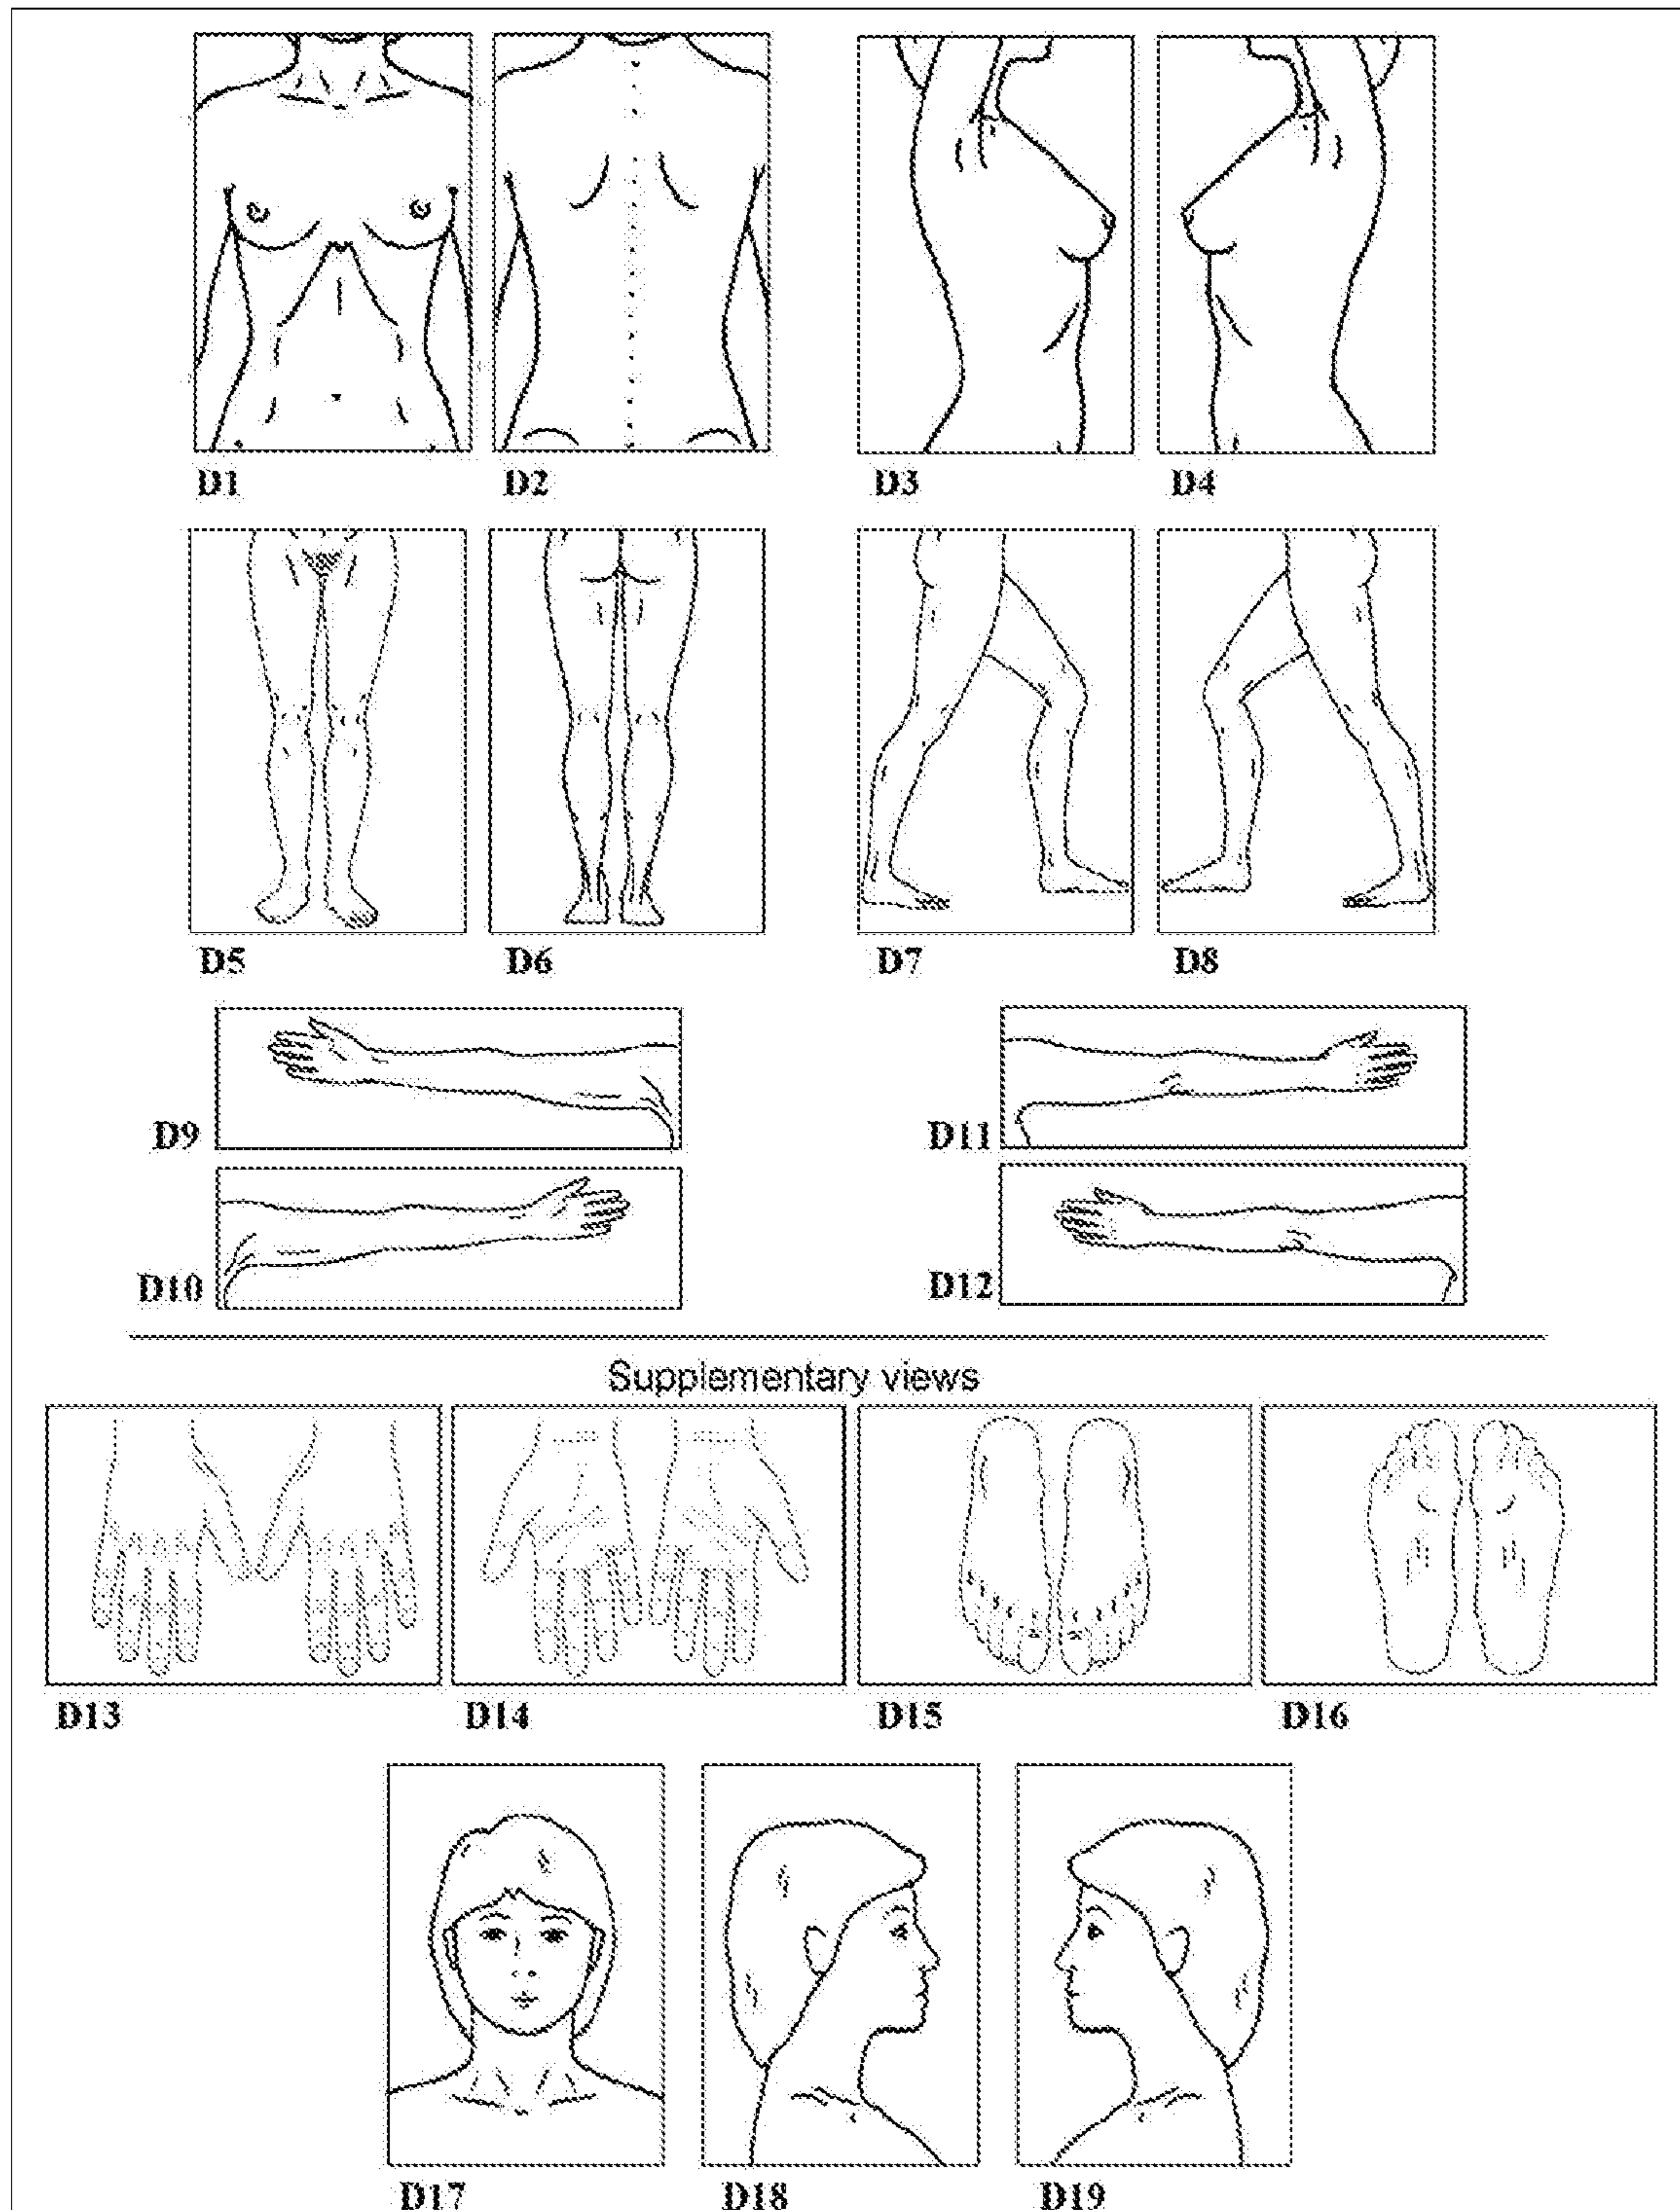 D1 D2 D3 D4
D5 D6 D7 D8
D9 D11
D10 D12
Supplementary views
D13 D14 D15 D16
D17 D18 D19